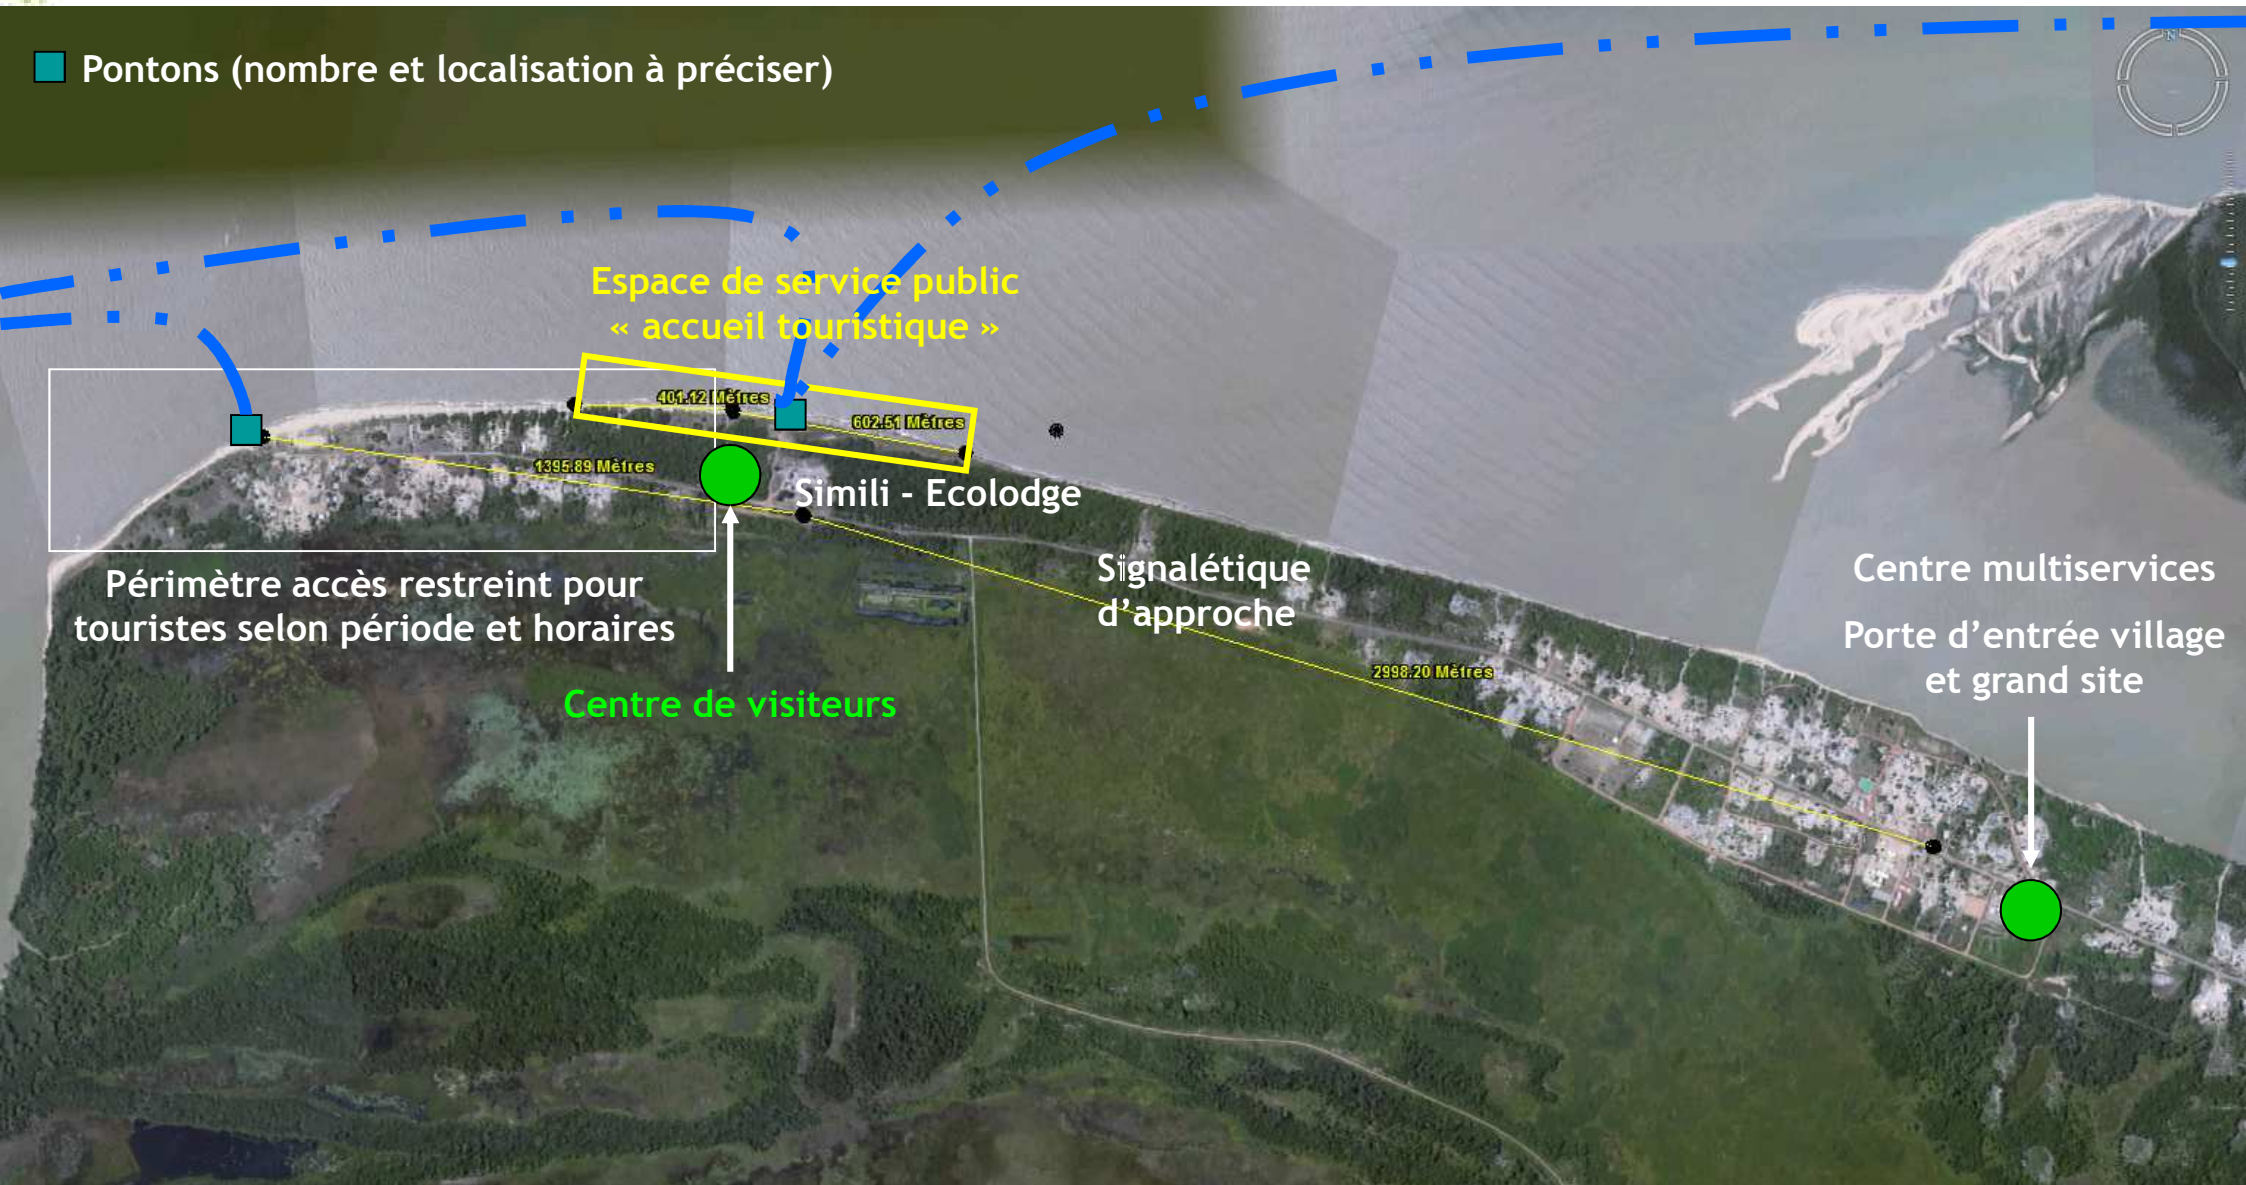 Pontons (nombre et localisation à préciser)
N
Espace de service public
« accueil touristique »
401.12 Mètres
602.51 Mètres
1395.89 Mètres
Simili - Ecolodge
Périmètre accès restreint pour
touristes selon période et horaires
Signalétique
d’approche
Centre multiservices
Porte d’entrée village
et grand site
2998.20 Mètres
Centre de visiteurs